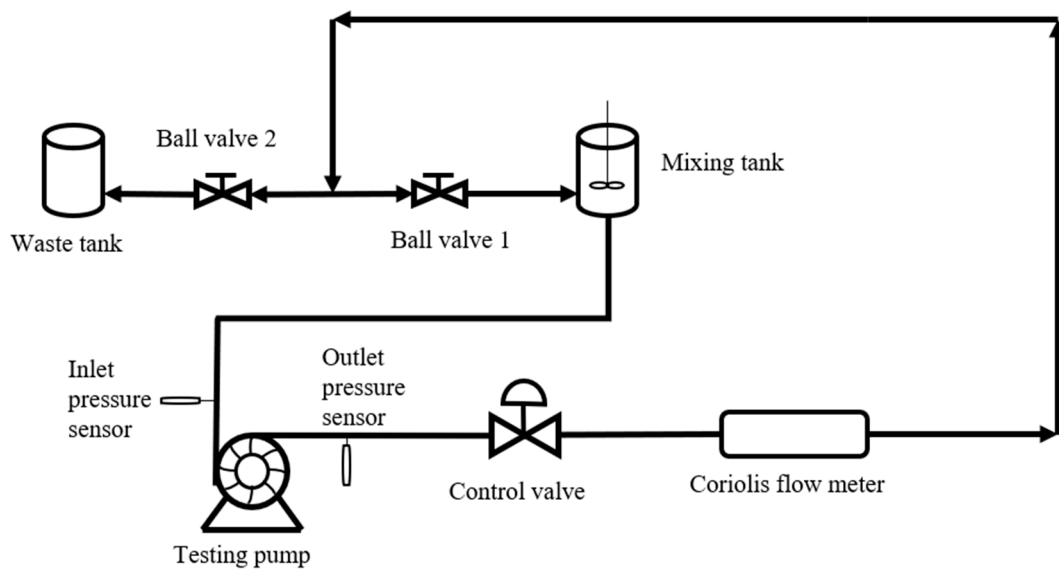 Ball valve 2
Mixing tank
Waste tank
Ball valve 1
Inlet
pressure
sensor
Outlet
pressure
sensor
Control valve
Coriolis flow meter
Testing pump